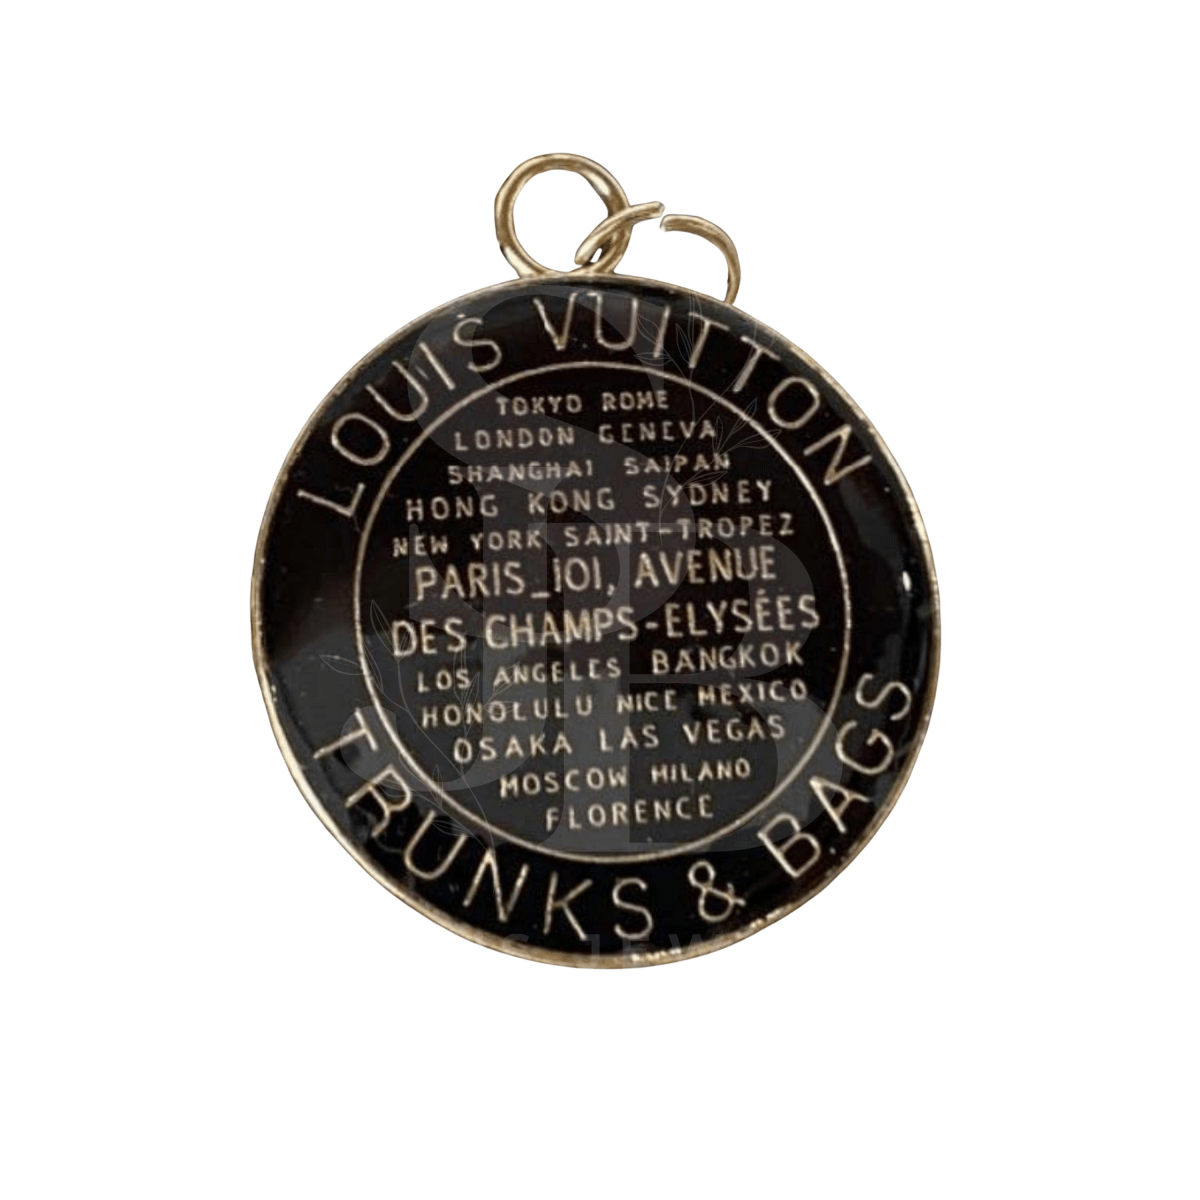 LOUIS VUITTON
TOKYO ROME
LONDON GENEVA
SHANGHAI SAIPAN
HONG KONG SYDNEY
NEW YORK SAINT-TROPEZ
PARIS_101, AVENUE
DES CHAMPS-ELYSÉES
LOS ANGELES BANGKOK
HONOLULU NICE MEXICO
OSAKA LAS VEGAS
MOSCOW MILANO
FLORENCE
TRUNKS & BAGS